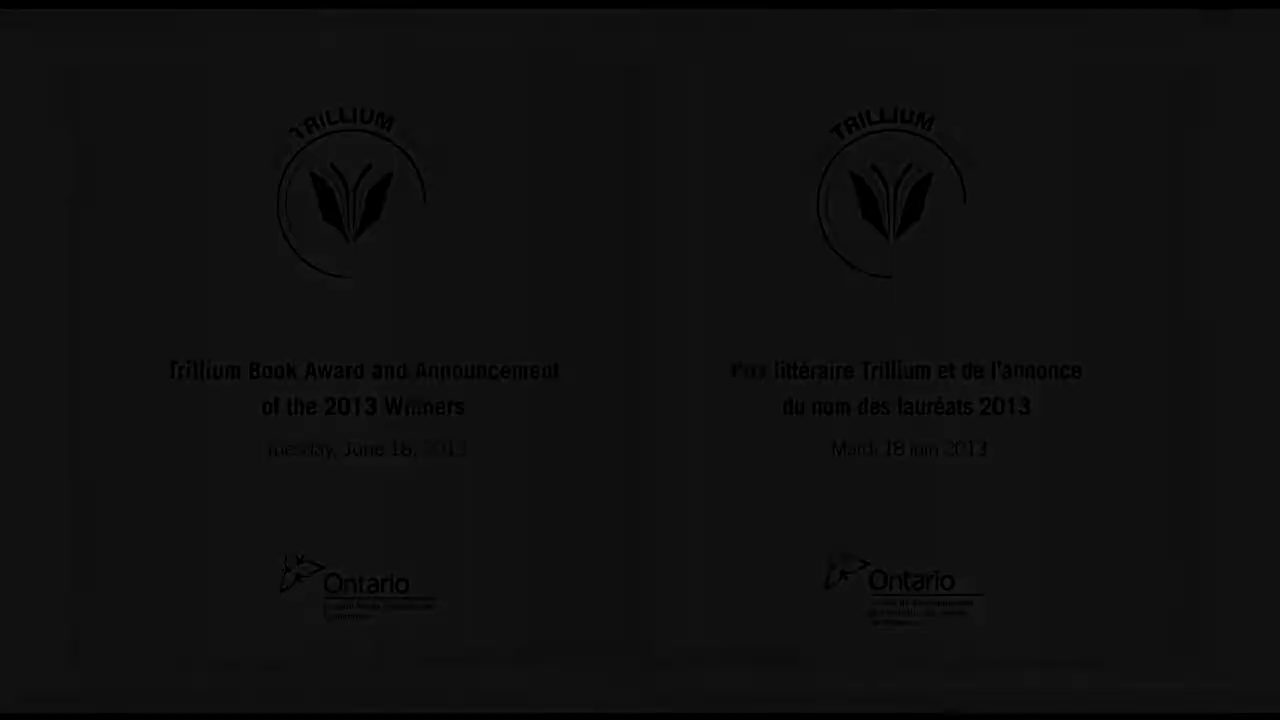 TRILLIUM
Trillium Book Award and Announcement
of the 2013 Winners
Tuesday, June 18, 2013
Ontario
TRILLIUM
Prix littéraire Trillium et de l'annonce
du nom des lauréats 2013
Mardi 18 juin 2013
Ontario